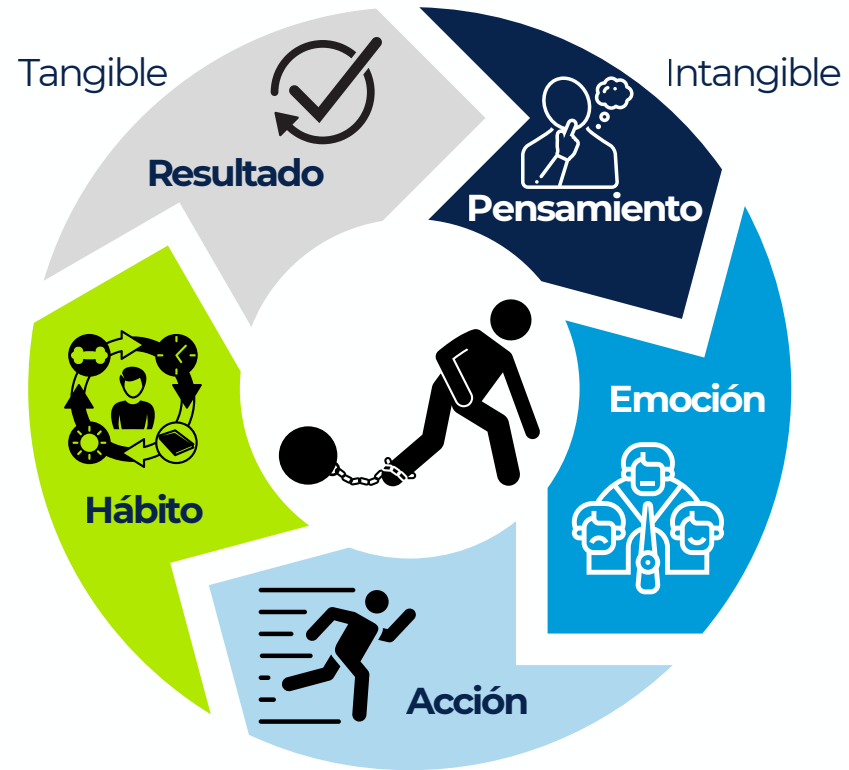 Tangible
Intangible
Resultado
Pensamiento
Emoción
Hábito
Acción